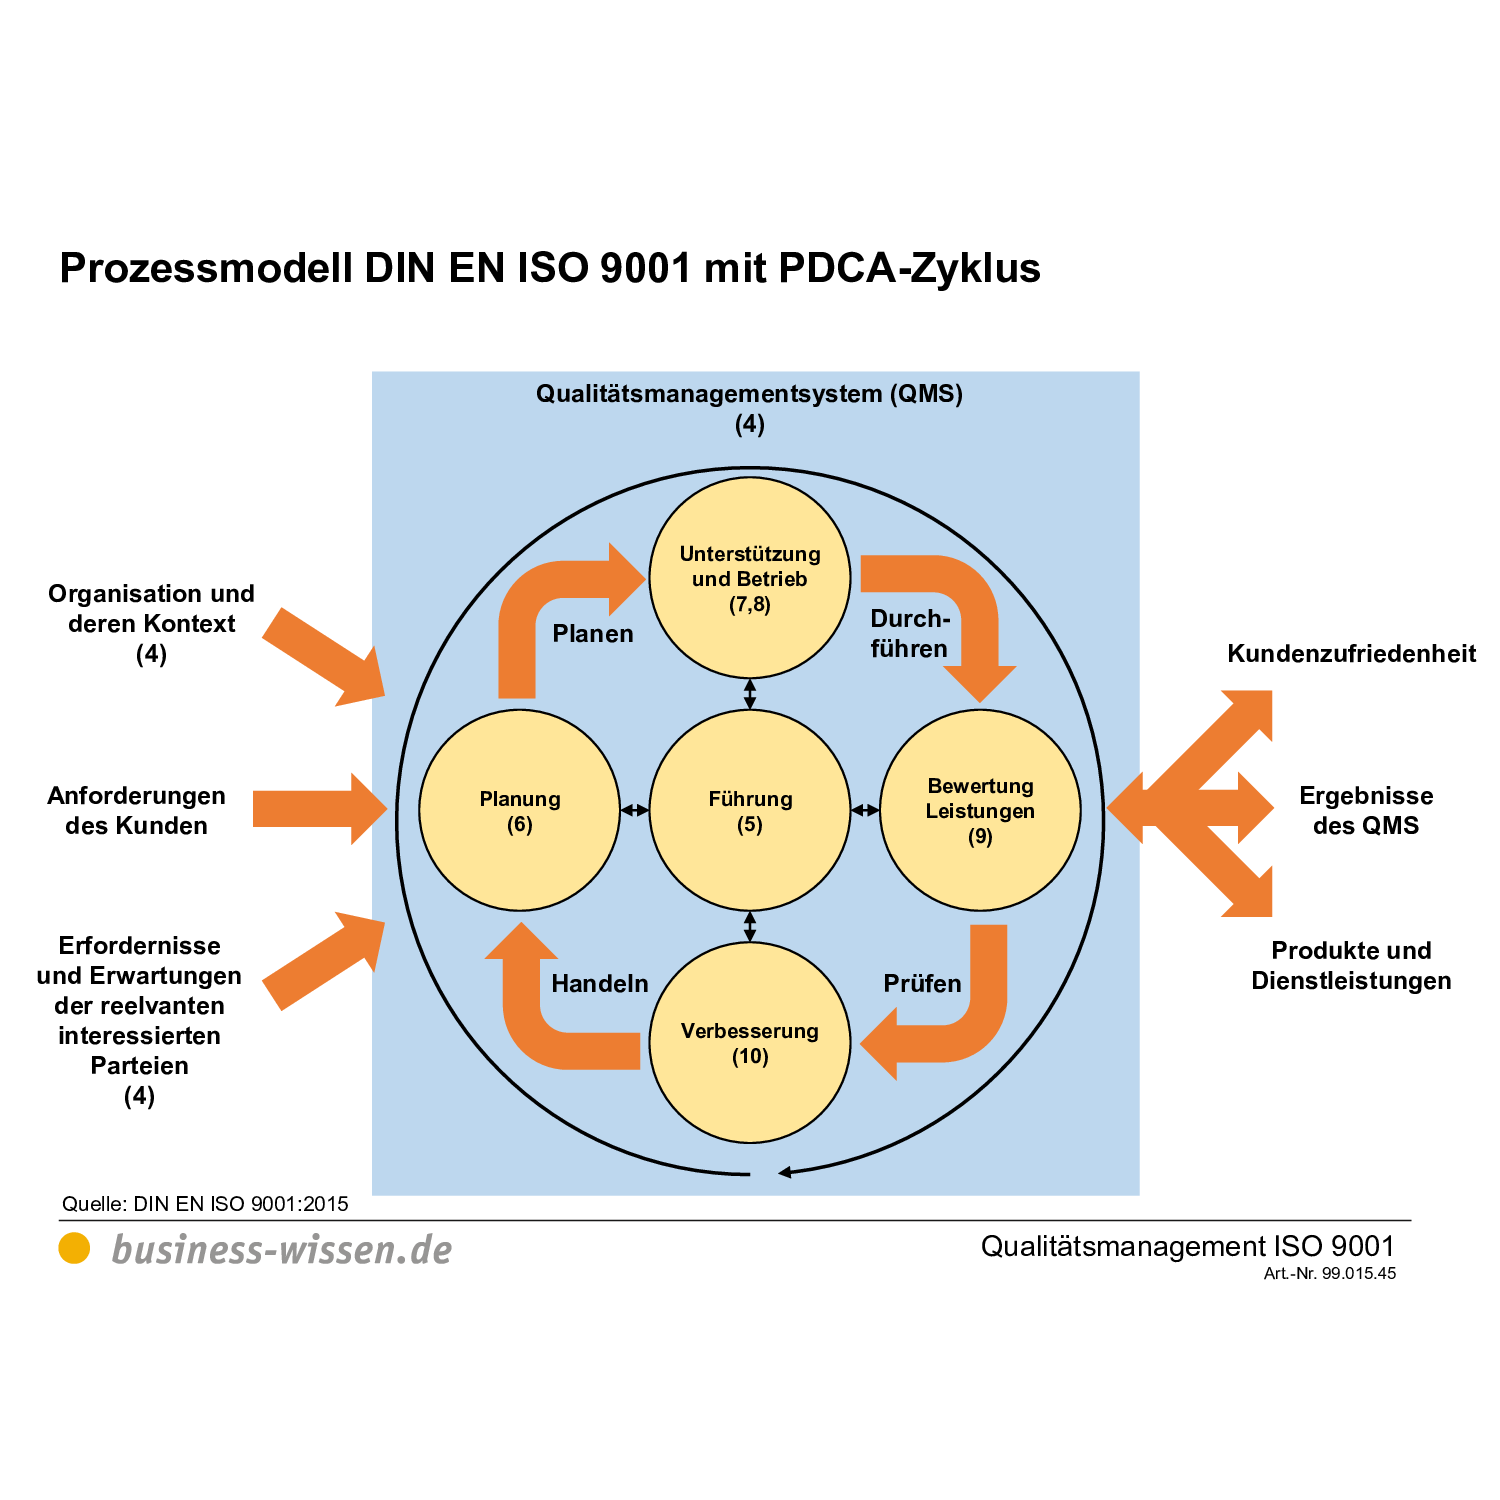 Prozessmodell DIN EN ISO 9001 mit PDCA-Zyklus
Qualitätsmanagementsystem (QMS)
(4)
Organisation und
deren Kontext
(4)
Anforderungen
des Kunden
Erfordernisse
und Erwartungen
der reelvanten
interessierten
Parteien
(4)
Unterstützung
und Betrieb
(7,8)
Planen
Durch-
führen
Planung
(6)
Führung
(5)
Bewertung
Leistungen
(9)
Handeln
Prüfen
Verbesserung
(10)
Kundenzufriedenheit
Ergebnisse
des QMS
Produkte und
Dienstleistungen
Quelle: DIN EN ISO 9001:2015
business-wissen.de
Qualitätsmanagement ISO 9001
Art.-Nr. 99.015.45